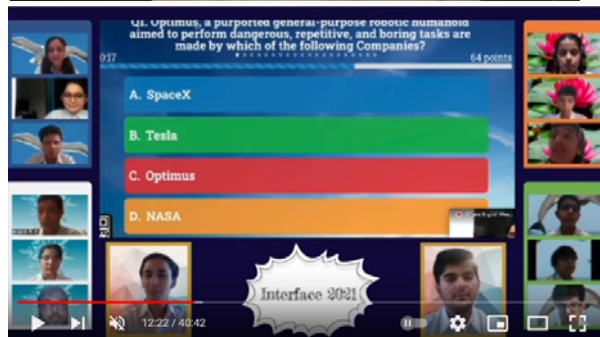 Q1. Optimus, a purported general-purpose robotic humanoid
aimed to perform dangerous, repetitive, and boring tasks are
made by which of the following Companies?
0:17
64 points
A. SpaceX
B. Tesla
C. Optimus
D. NASA
Interface 2021
12:22 / 40:42